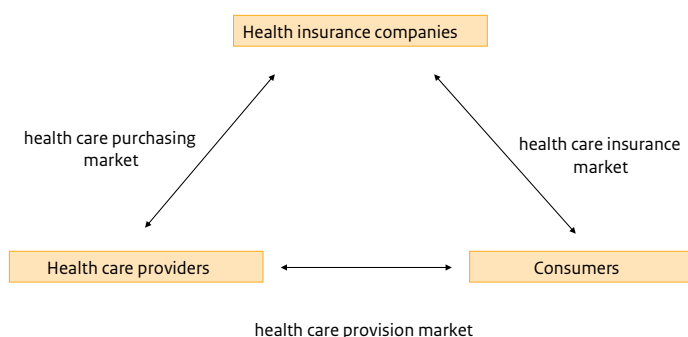 Health insurance companies
health care purchasing
market
health care insurance
market
Health care providers
Consumers
health care provision market